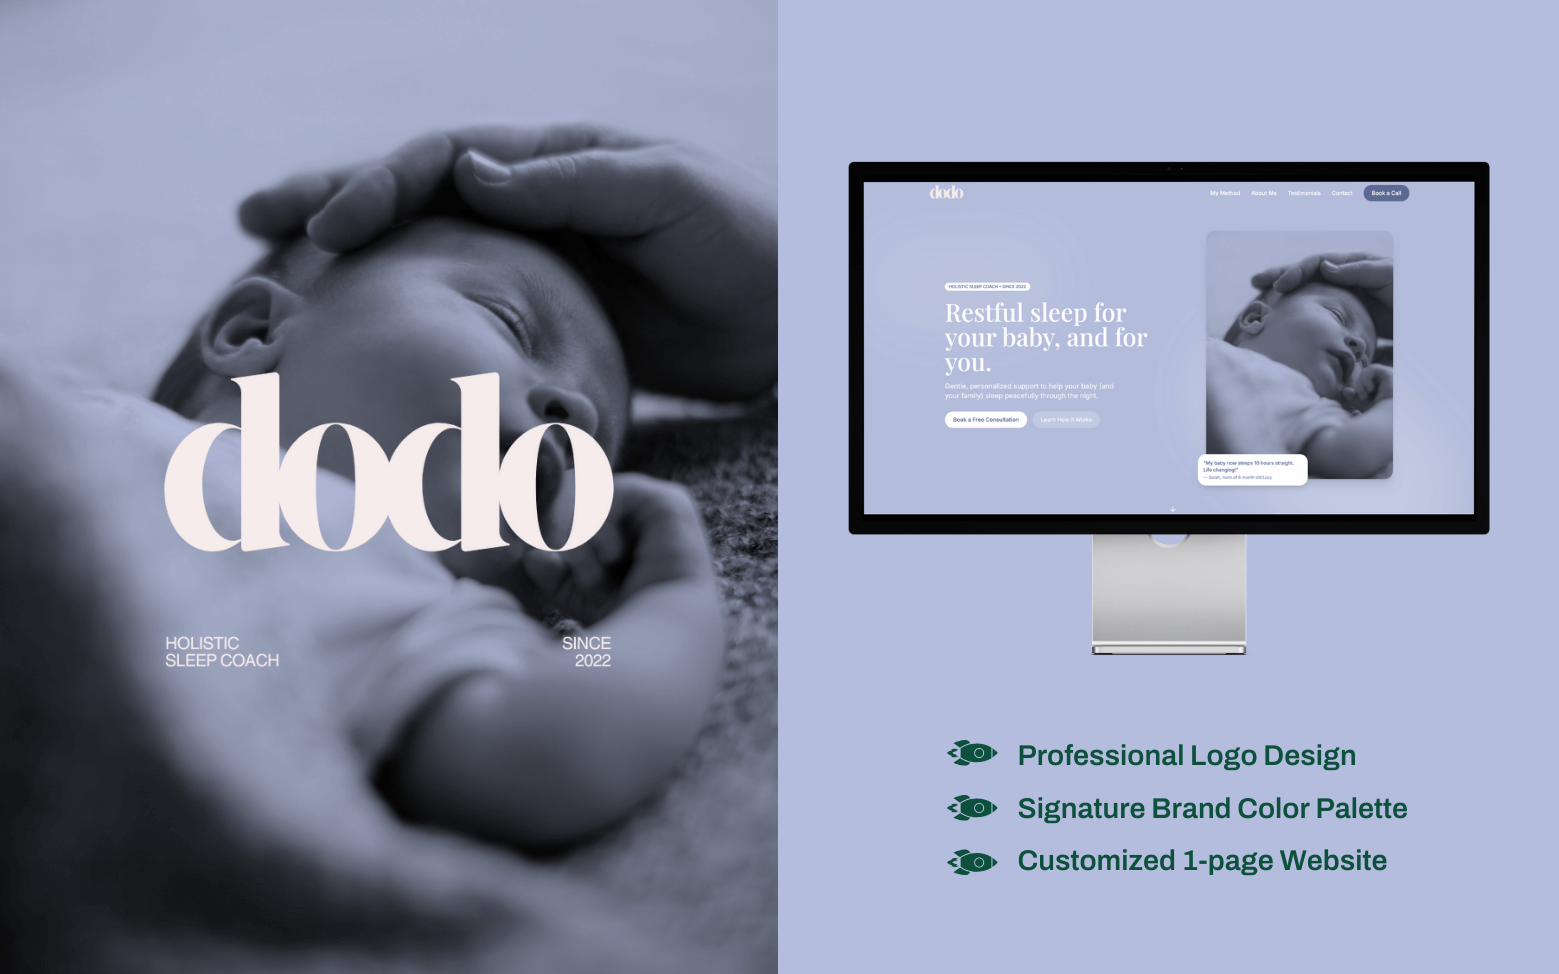 dodo
HOLISTIC
SLEEP COACH
SINCE
2022
dodo
My Method
About Me
Testimonials
Contact
Book a Call
HOLISTIC SLEEP COACH • SINCE 2022
Restful sleep for
your baby, and for
you.
Gentle, personalized support to help your baby (and
your family) sleep peacefully through the night.
Book a Free Consultation
Learn How It Works
"My baby now sleeps 10 hours straight.
Life changing!"
— Sarah, mom of 6 month old Lucy
Professional Logo Design
Signature Brand Color Palette
Customized 1-page Website